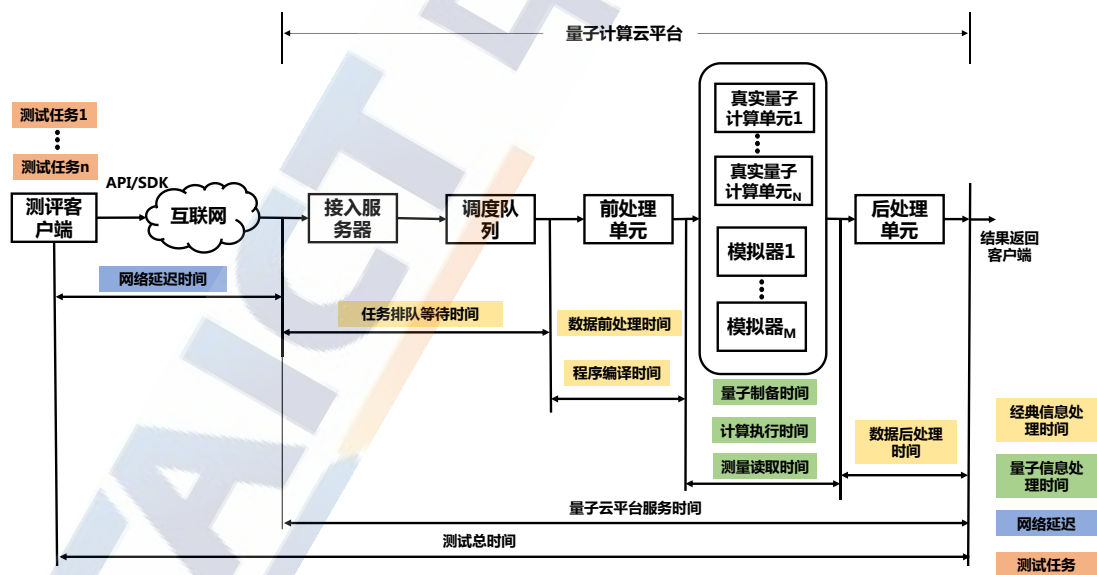 量子计算云平台
测试任务1
测试任务n
API/SDK
测评客
户端
互联网
接入服
务器
调度队
列
前处理
单元
真实量子
计算单元1
真实量子
计算单元N
模拟器1
模拟器M
后处理
单元
结果返回
客户端
网络延迟时间
任务排队等待时间
数据前处理时间
程序编译时间
量子制备时间
计算执行时间
测量读取时间
数据后处理
时间
量子云平台服务时间
测试总时间
经典信息处
理时间
量子信息处
理时间
网络延迟
测试任务
TAICT